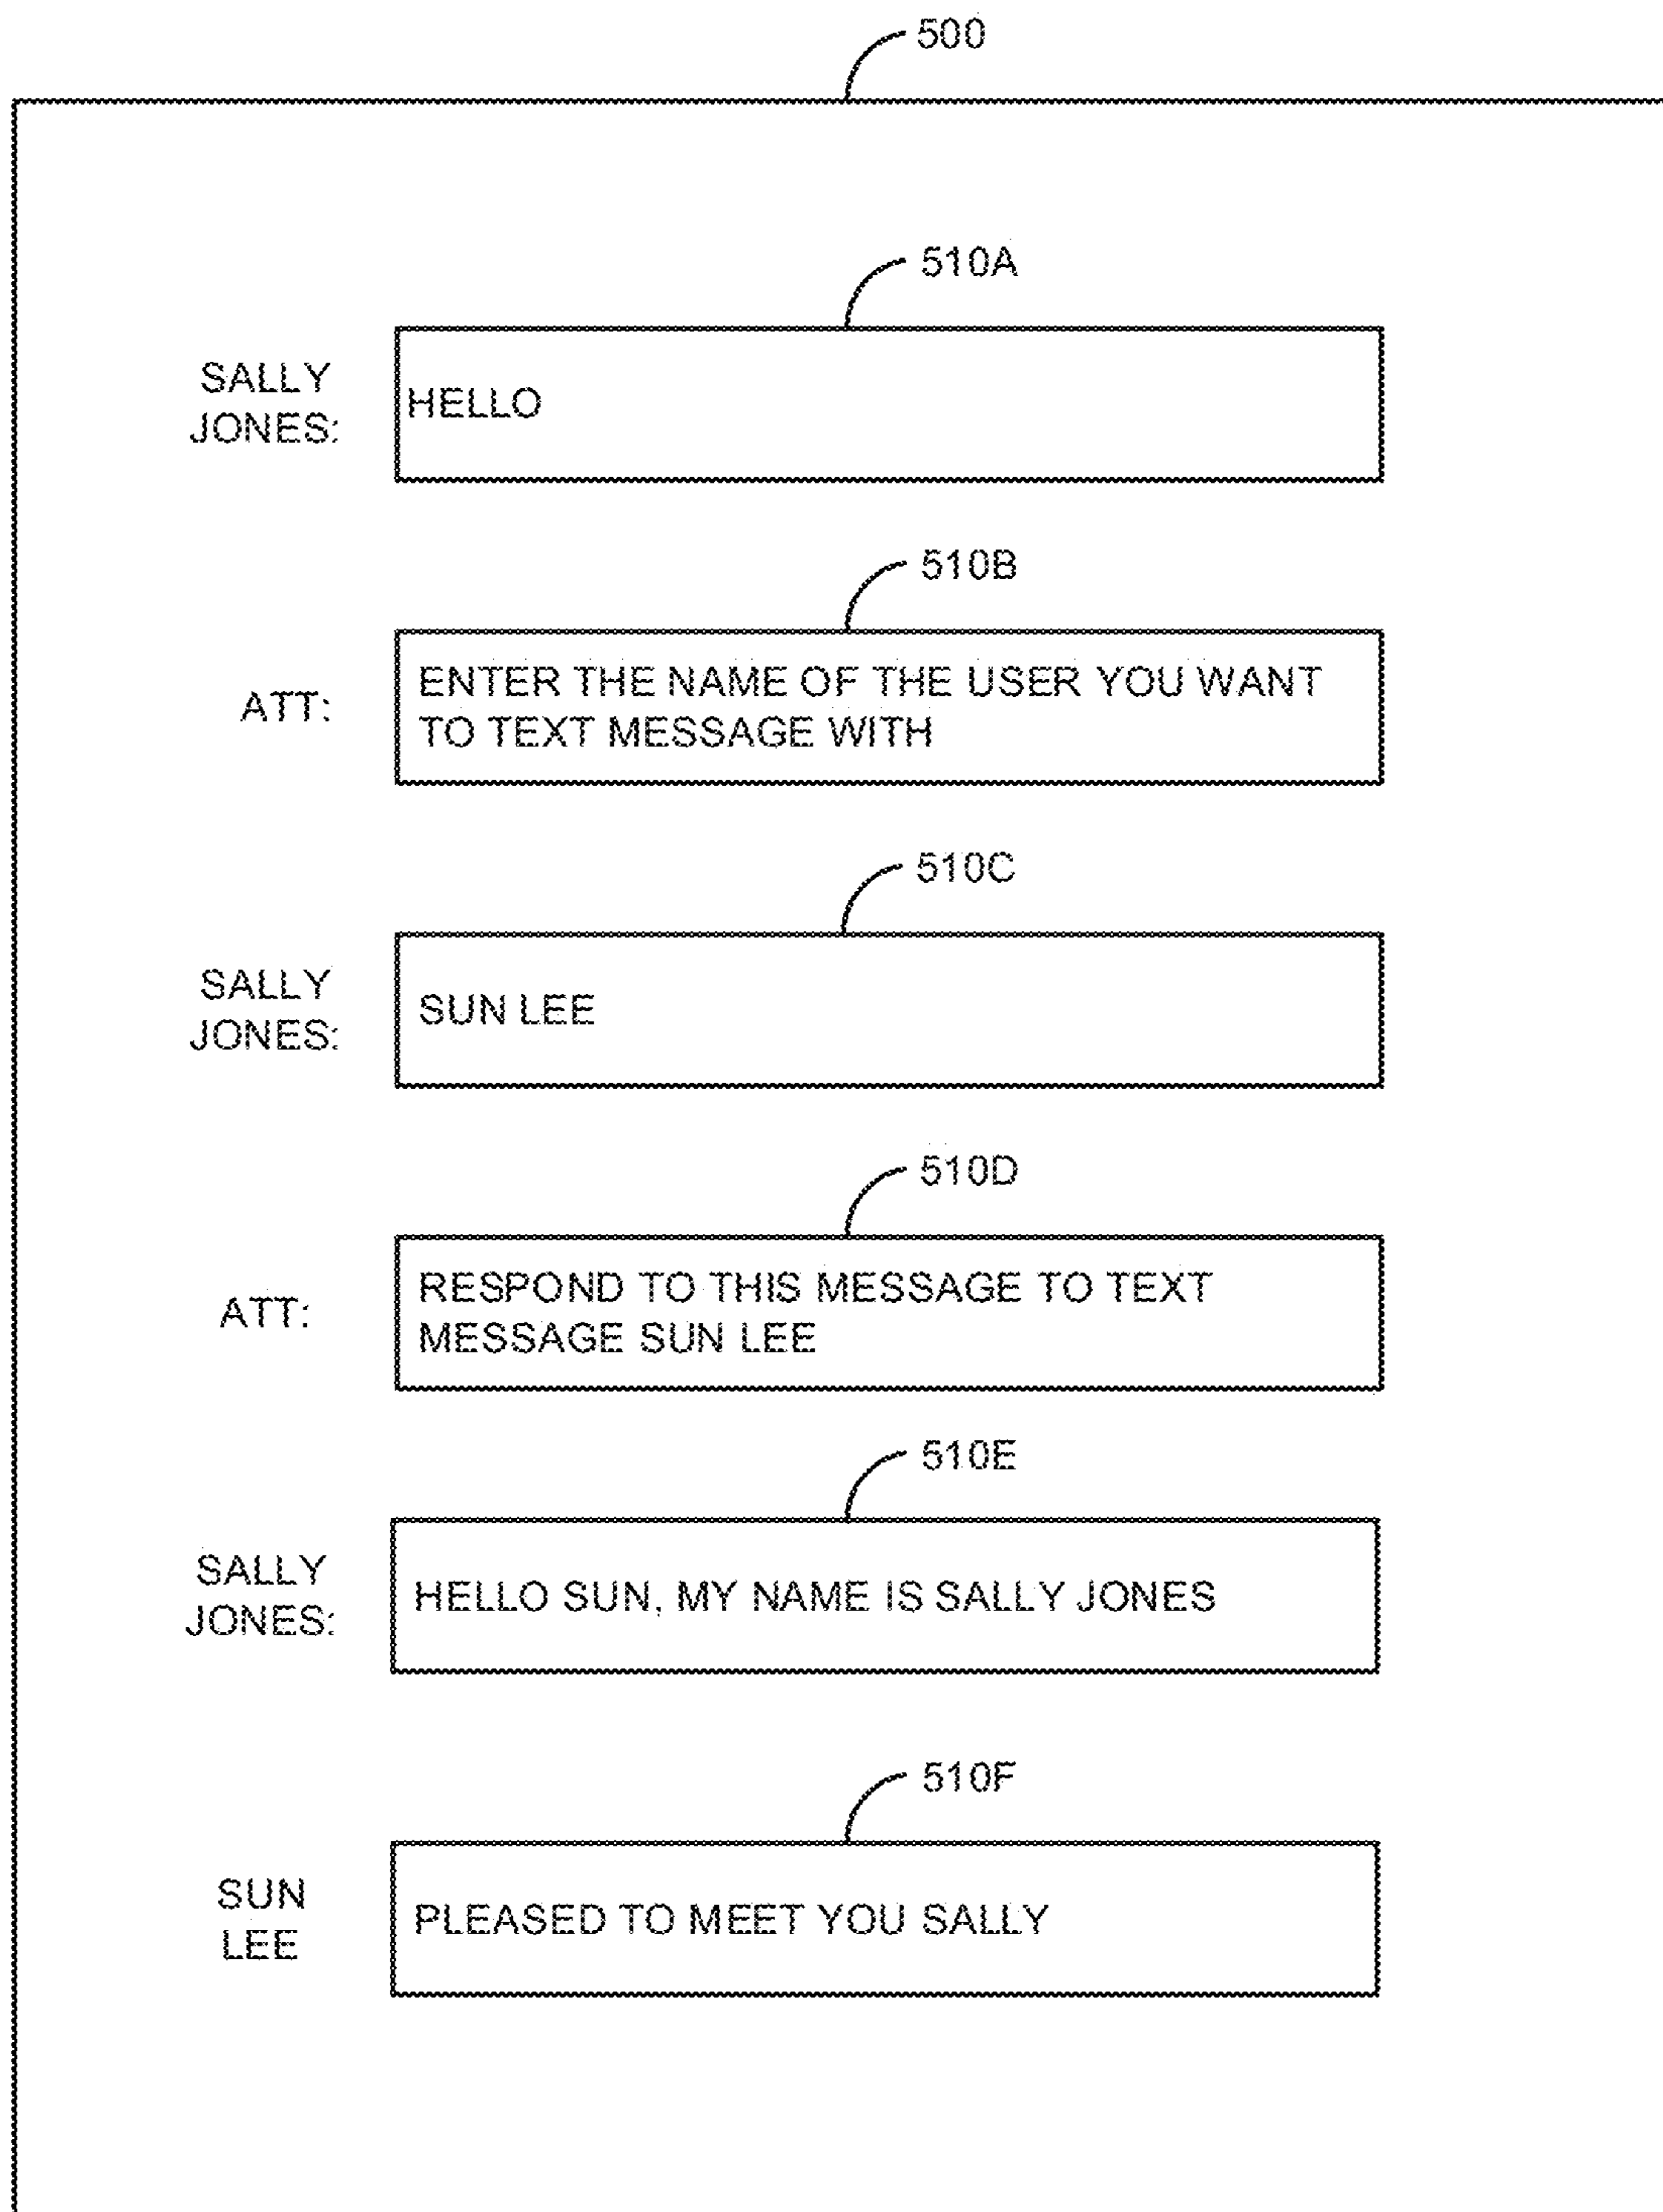 500
510A
SALLY
JONES:
HELLO
510B
ATT:
ENTER THE NAME OF THE USER YOU WANT
TO TEXT MESSAGE WITH
510C
SALLY
JONES:
SUN LEE
510D
ATT:
RESPOND TO THIS MESSAGE TO TEXT
MESSAGE SUN LEE
510E
SALLY
JONES:
HELLO SUN, MY NAME IS SALLY JONES
510F
SUN
LEE
PLEASED TO MEET YOU SALLY